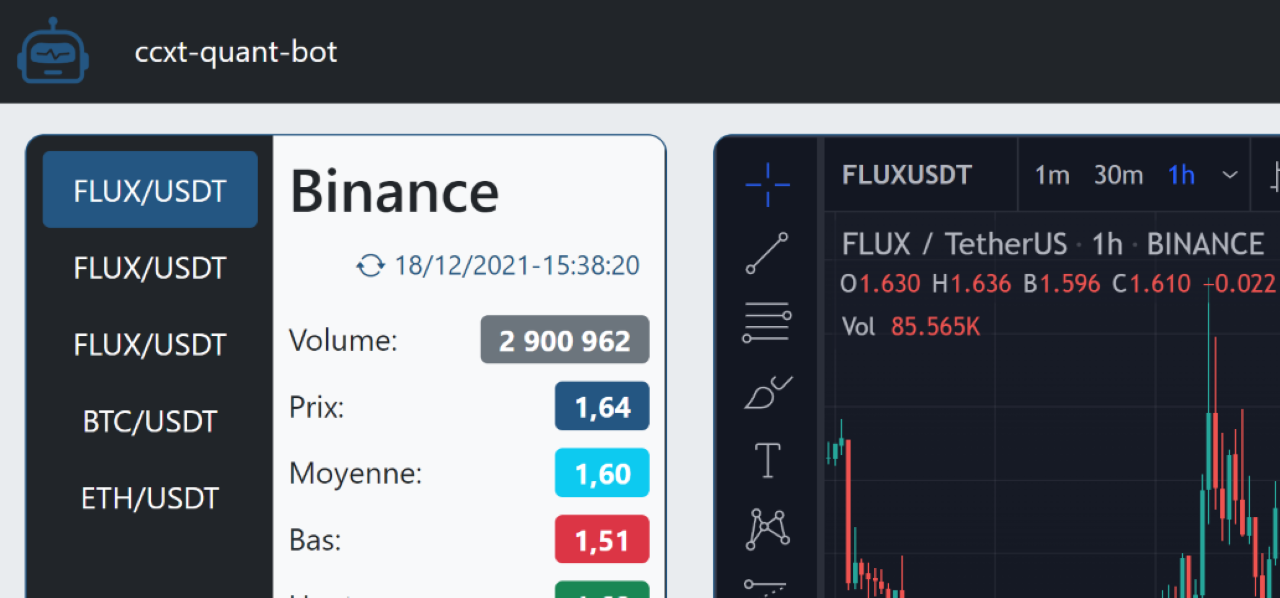 ccxt-quant-bot
FLUX/USDT
FLUX/USDT
FLUX/USDT
BTC/USDT
ETH/USDT
Binance
18/12/2021-15:38:20
Volume: 2 900 962
Prix: 1,64
Moyenne: 1,60
Bas: 1,51
FLUXUSDT 1m 30m 1h
FLUX / TetherUS · 1h · BINANCE
O1.630 H1.636 B1.596 C1.610 −0.022
Vol 85.565K
T